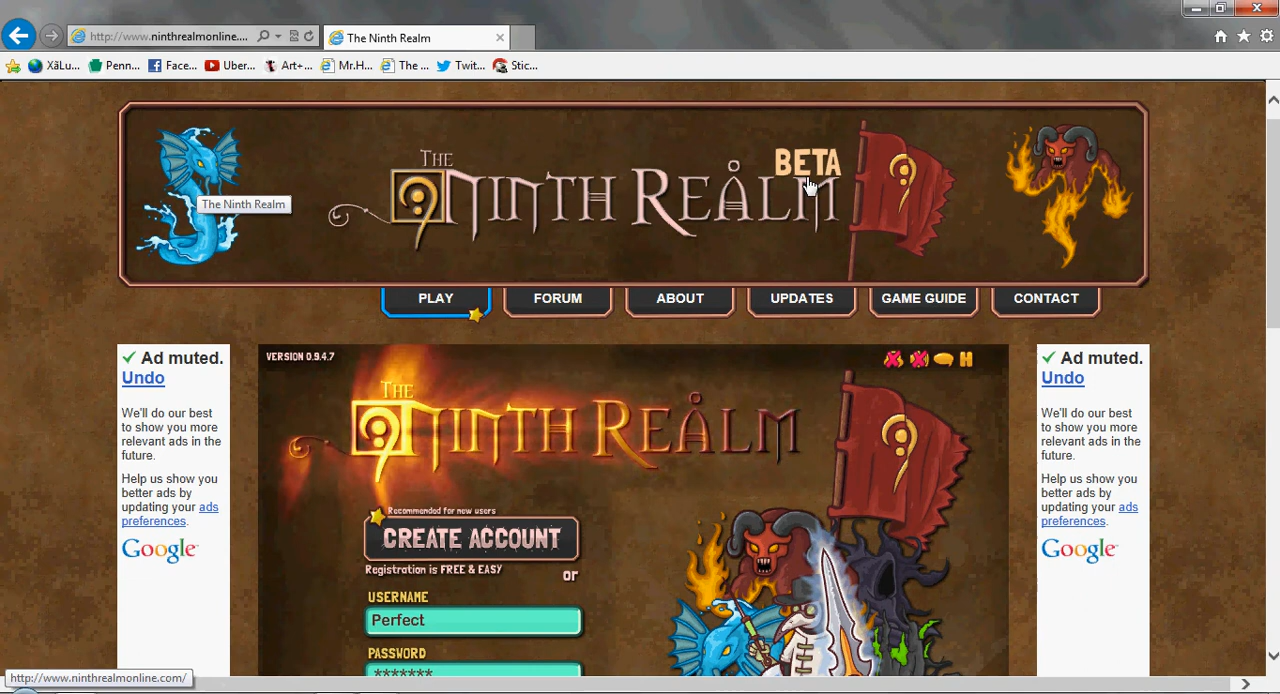 http://www.ninthrealmonline....
The Ninth Realm
XãLu...
Penn...
Face...
Uber...
Art+...
Mr.H...
The ...
Twit...
Stic...
THE
NINTH REALM
BETA
The Ninth Realm
PLAY
FORUM
ABOUT
UPDATES
GAME GUIDE
CONTACT
✓ Ad muted.
Undo
We'll do our best
to show you more
relevant ads in the
future.
Help us show you
better ads by
updating your ads
preferences.
Google
VERSION 0.9.4.7
THE
NINTH REALM
Recommended for new users
CREATE ACCOUNT
Registration is FREE & EASY
or
USERNAME
Perfect
PASSWORD
*******
✓ Ad muted.
Undo
We'll do our best
to show you more
relevant ads in the
future.
Help us show you
better ads by
updating your ads
preferences.
Google
http://www.ninthrealmonline.com/